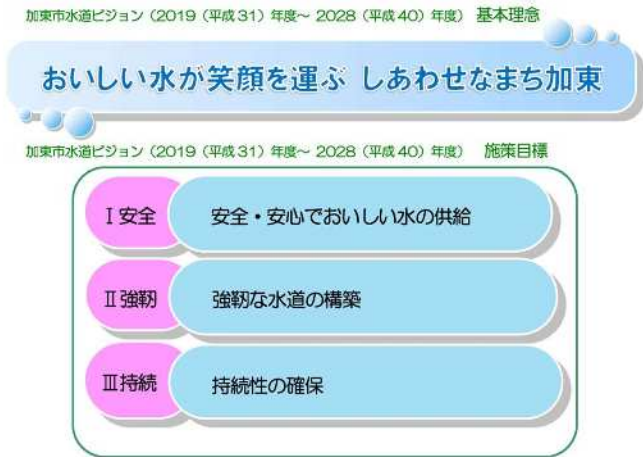 加東市水道ビジョン（2019（平成31）年度～ 2028（平成40）年度） 基本理念
おいしい水が笑顔を運ぶ しあわせなまち加東
加東市水道ビジョン（2019（平成31）年度～ 2028（平成40）年度） 施策目標
Ⅰ安全 安全・安心でおいしい水の供給
Ⅱ強靭 強靭な水道の構築
Ⅲ持続 持続性の確保